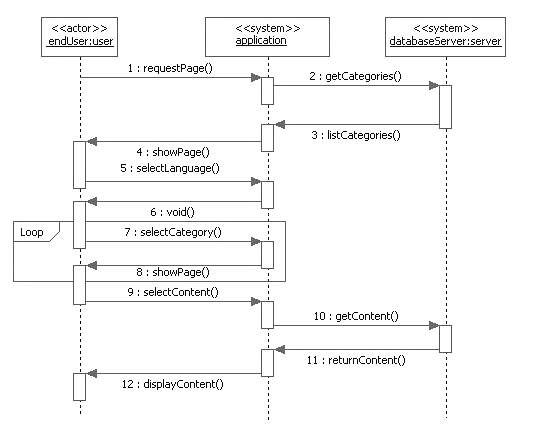 <<actor>>
endUser:user
<<system>>
application
<<system>>
databaseServer:server
1 : requestPage()
2 : getCategories()
3 : listCategories()
4 : showPage()
5 : selectLanguage()
6 : void()
Loop
7 : selectCategory()
8 : showPage()
9 : selectContent()
10 : getContent()
11 : returnContent()
12 : displayContent()